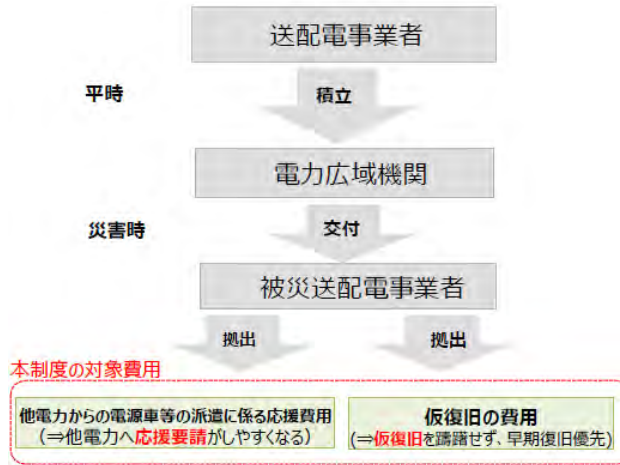 送配電事業者
平時
積立
電力広域機関
災害時
交付
被災送配電事業者
拠出
拠出
本制度の対象費用
他電力からの電源車等の派遣に係る応援費用
(⇒他電力へ応援要請がしやすくなる)
仮復旧の費用
(⇒仮復旧を躊躇せず、早期復旧優先)